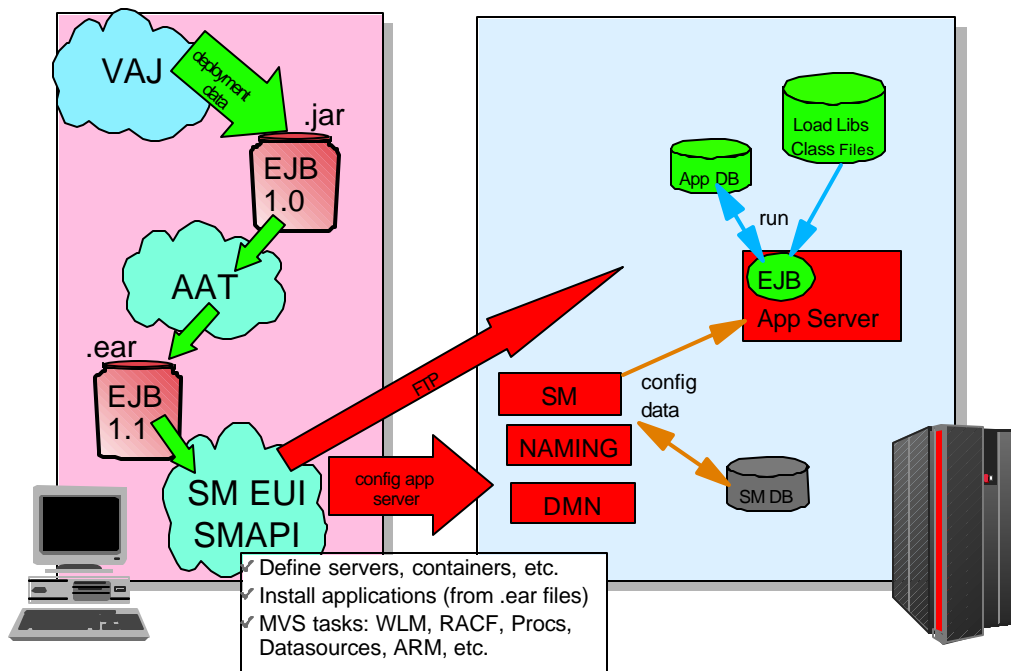 VAJ
deployment
data
.jar
EJB
1.0
AAT
.ear
EJB
1.1
SM EUI
SMAPI
FTP
config app
server
✓ Define servers, containers, etc.
✓ Install applications (from .ear files)
✓ MVS tasks: WLM, RACF, Procs,
Datasources, ARM, etc.
Load Libs
Class Files
App DB
run
EJB
App Server
SM
config
data
NAMING
SM DB
DMN